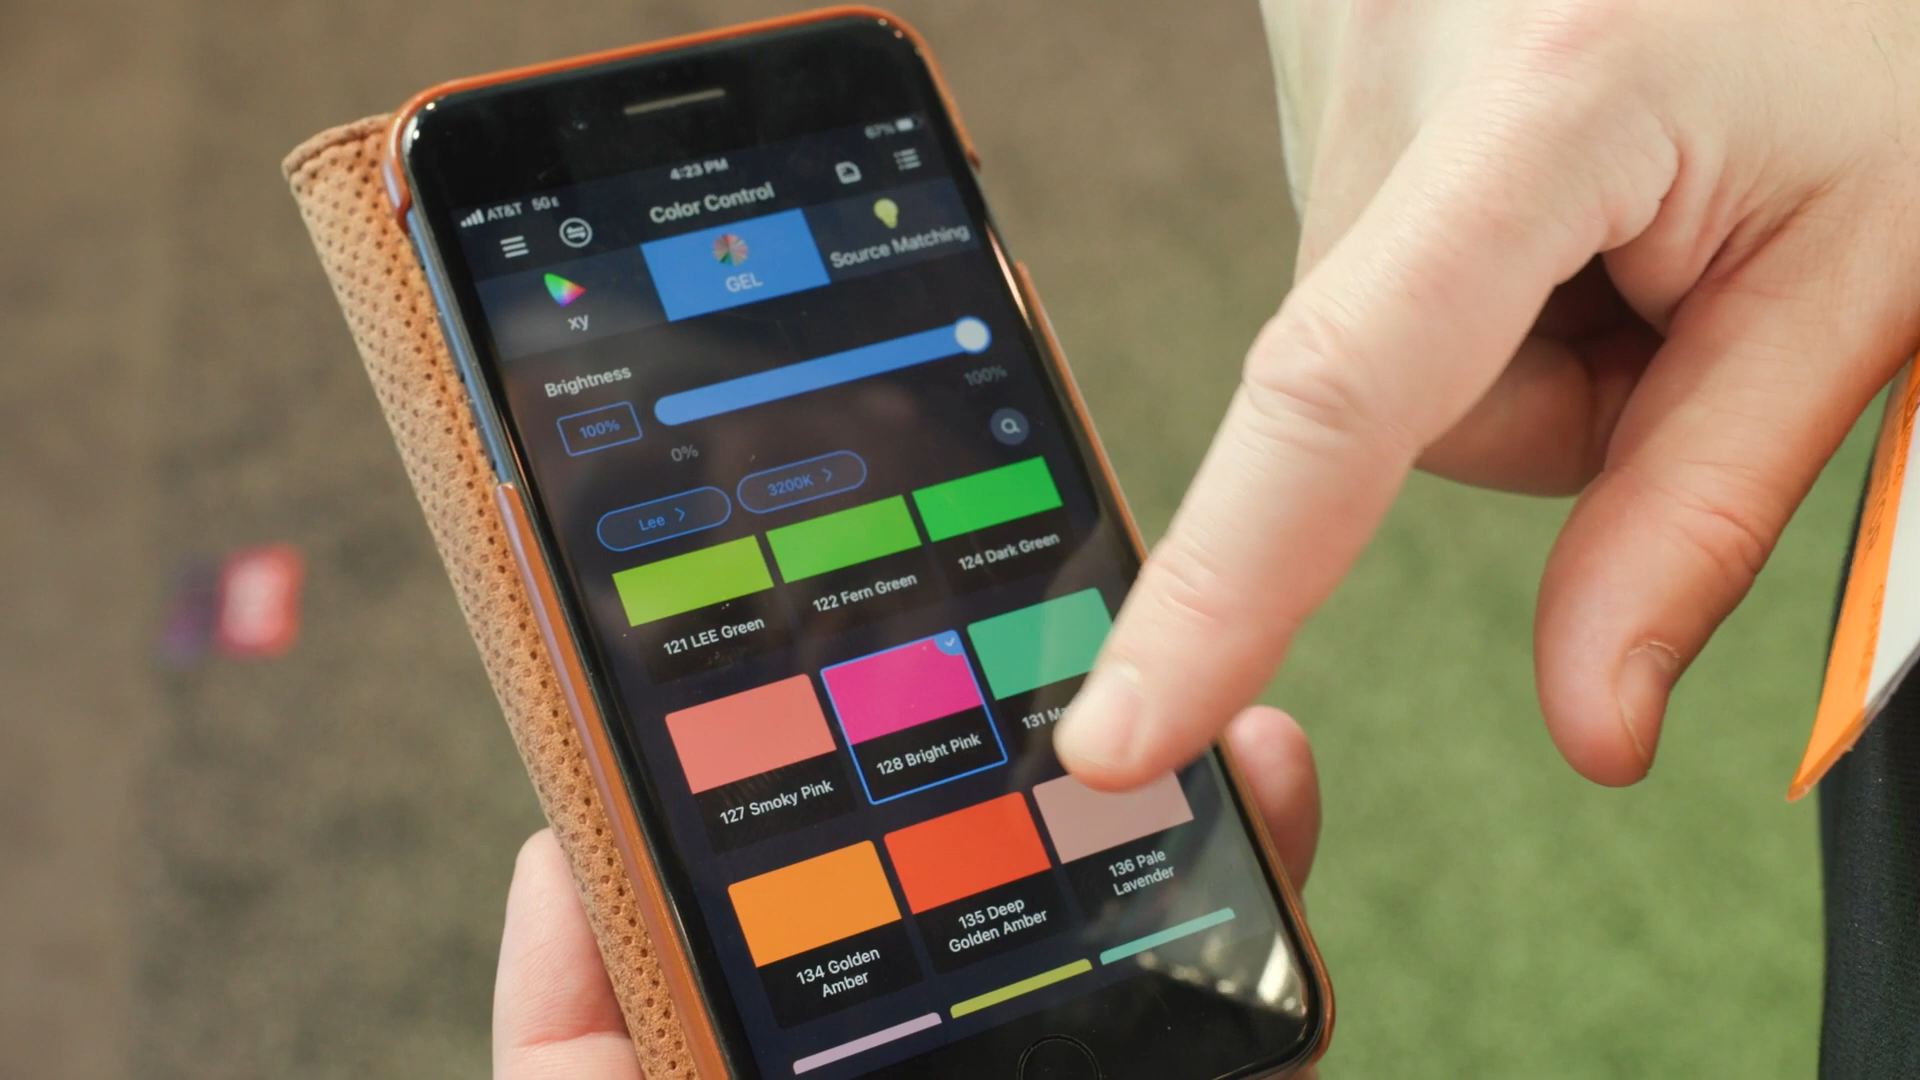 AT&T 5GE
4:23 PM
67%
Color Control
xy
GEL
Source Matching
Brightness
100%
0%
100%
Lee >
3200K >
121 LEE Green
122 Fern Green
124 Dark Green
127 Smoky Pink
128 Bright Pink
131
134 Golden
Amber
135 Deep
Golden Amber
136 Pale
Lavender